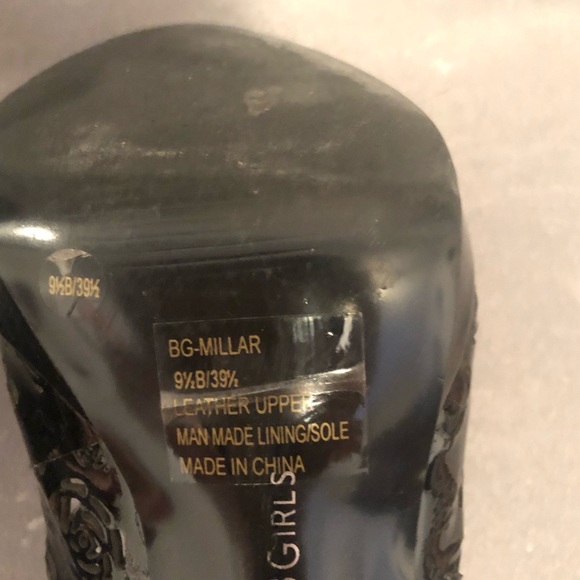 9½B/39½
BG-MILLAR
9½B/39½
LEATHER UPPER
MAN MADE LINING/SOLE
MADE IN CHINA
GIRLS